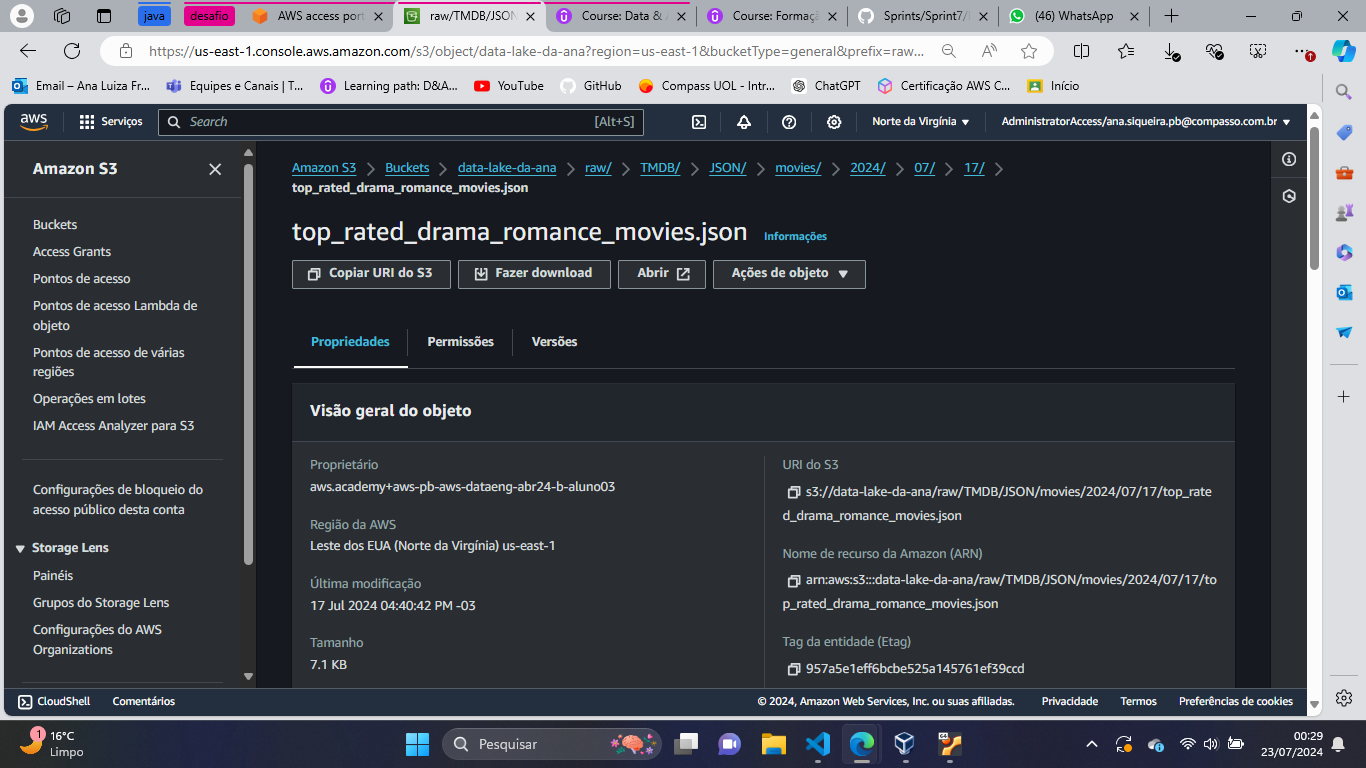 java
desafio
AWS access port
raw/TMDB/JSON
Course: Data & A
Course: Formaçã
Sprints/Sprint7/
(46) WhatsApp
https://us-east-1.console.aws.amazon.com/s3/object/data-lake-da-ana?region=us-east-1&bucketType=general&prefix=raw...
Email – Ana Luiza Fr...
Equipes e Canais | T...
Learning path: D&A...
YouTube
GitHub
Compass UOL - Intr...
ChatGPT
Certificação AWS C...
Início
aws
Serviços
Search
[Alt+S]
Norte da Virgínia
AdministratorAccess/ana.siqueira.pb@compasso.com.br
Amazon S3
Buckets
Access Grants
Pontos de acesso
Pontos de acesso Lambda de
objeto
Pontos de acesso de várias
regiões
Operações em lotes
IAM Access Analyzer para S3
Configurações de bloqueio do
acesso público desta conta
Storage Lens
Painéis
Grupos do Storage Lens
Configurações do AWS
Organizations
Amazon S3 > Buckets > data-lake-da-ana > raw/ > TMDB/ > JSON/ > movies/ > 2024/ > 07/ > 17/ >
top_rated_drama_romance_movies.json
top_rated_drama_romance_movies.json Informações
Copiar URI do S3
Fazer download
Abrir
Ações de objeto
Propriedades
Permissões
Versões
Visão geral do objeto
Proprietário
aws.academy+aws-pb-aws-dataeng-abr24-b-aluno03
Região da AWS
Leste dos EUA (Norte da Virgínia) us-east-1
Última modificação
17 Jul 2024 04:40:42 PM -03
Tamanho
7.1 KB
URI do S3
s3://data-lake-da-ana/raw/TMDB/JSON/movies/2024/07/17/top_rate
d_drama_romance_movies.json
Nome de recurso da Amazon (ARN)
arn:aws:s3:::data-lake-da-ana/raw/TMDB/JSON/movies/2024/07/17/to
p_rated_drama_romance_movies.json
Tag da entidade (Etag)
957a5e1eff6bcbe525a145761ef39ccd
CloudShell
Comentários
© 2024, Amazon Web Services, Inc. ou suas afiliadas.
Privacidade
Termos
Preferências de cookies
1
16°C
Limpo
Pesquisar
00:29
23/07/2024